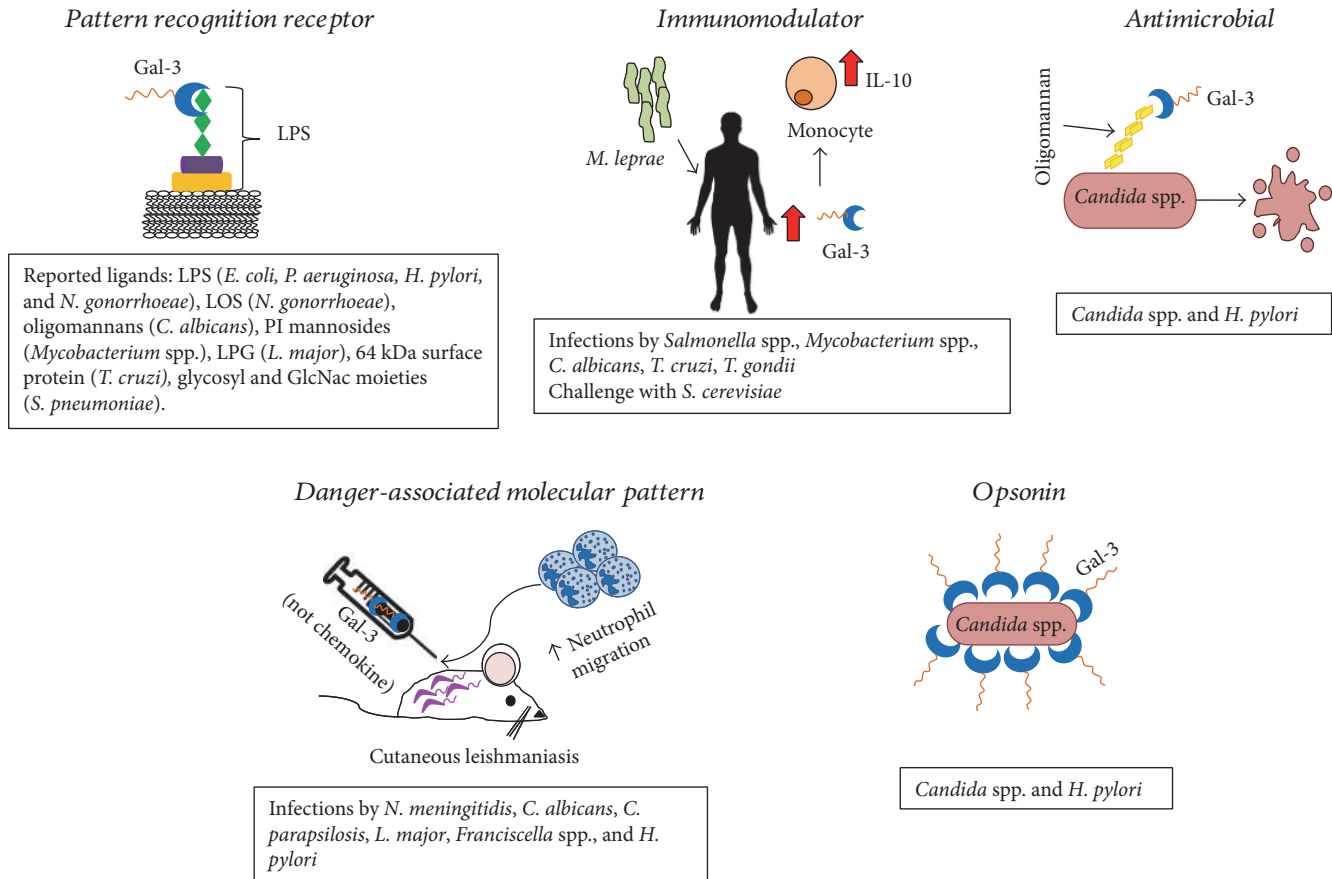 Pattern recognition receptor
Gal-3
LPS
Reported ligands: LPS (E. coli, P. aeruginosa, H. pylori,
and N. gonorrhoeae), LOS (N. gonorrhoeae),
oligomannans (C. albicans), PI mannosides
(Mycobacterium spp.), LPG (L. major), 64 kDa surface
protein (T. cruzi), glycosyl and GlcNac moieties
(S. pneumoniae).
Immunomodulator
M. leprae
IL-10
Monocyte
Gal-3
Infections by Salmonella spp., Mycobacterium spp.,
C. albicans, T. cruzi, T. gondii
Challenge with S. cerevisiae
Antimicrobial
Oligomannan
Gal-3
Candida spp.
Candida spp. and H. pylori
Danger-associated molecular pattern
Gal-3
(not chemokine)
↑ Neutrophil
migration
Cutaneous leishmaniasis
Infections by N. meningitidis, C. albicans, C.
parapsilosis, L. major, Franciscella spp., and H.
pylori
Opsonin
Gal-3
Candida spp.
Candida spp. and H. pylori